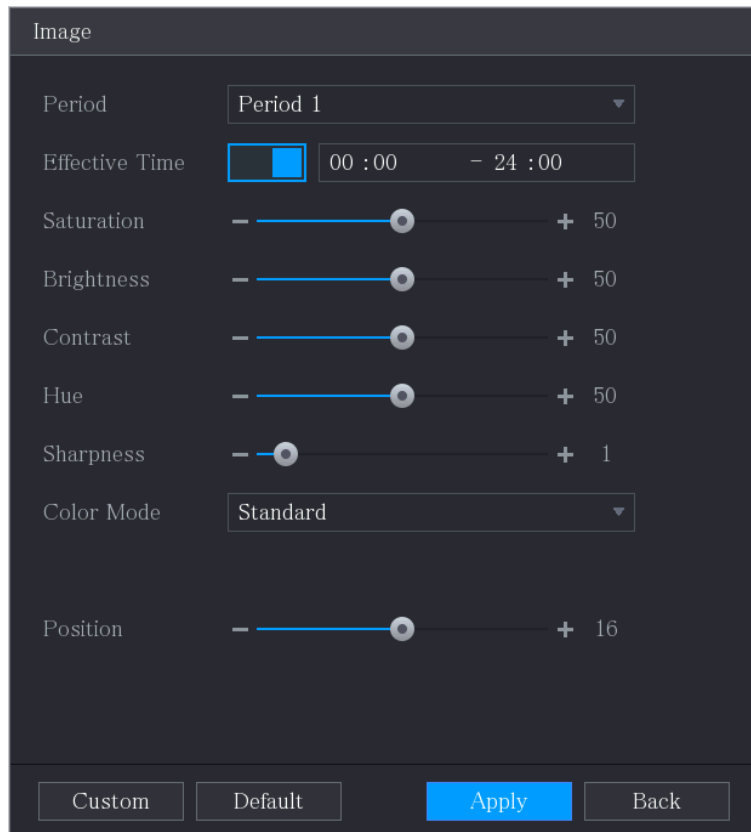 Image
Period Period 1
Effective Time 00 :00 - 24 :00
Saturation 50
Brightness 50
Contrast 50
Hue 50
Sharpness 1
Color Mode Standard
Position 16
Custom Default Apply Back